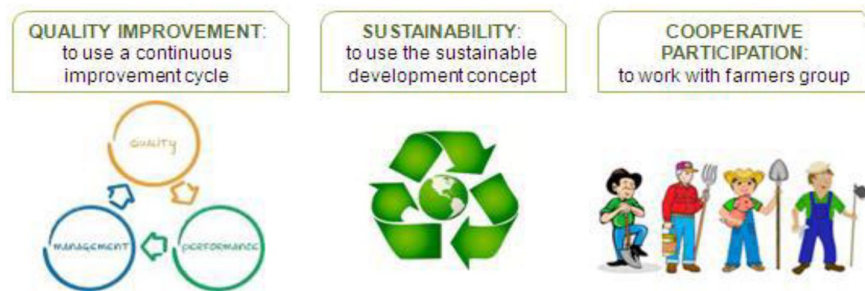 QUALITY IMPROVEMENT:
to use a continuous
improvement cycle
SUSTAINABILITY:
to use the sustainable
development concept
COOPERATIVE
PARTICIPATION:
to work with farmers group
QUALITY
MANAGEMENT
PERFORMANCE